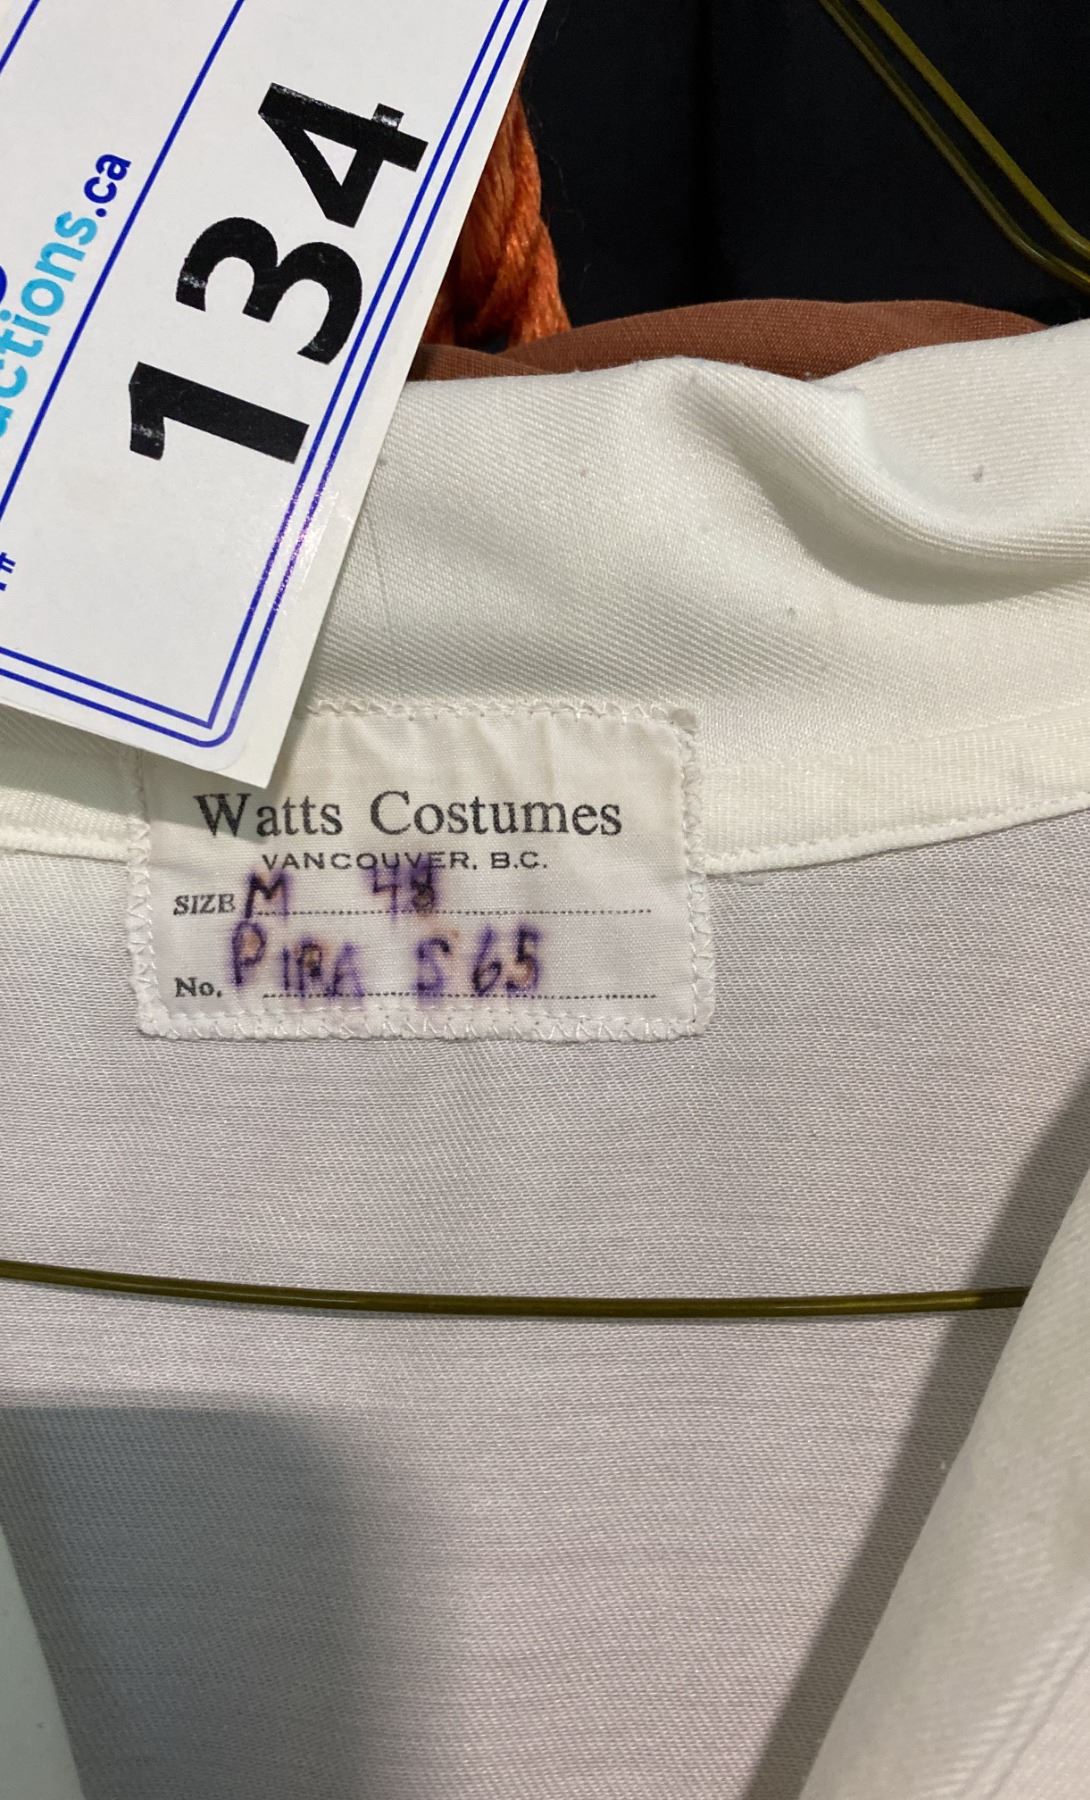 ctions.ca
134
Watts Costumes
VANCOUVER, B.C.
SIZE M 48
No. PIRA S65